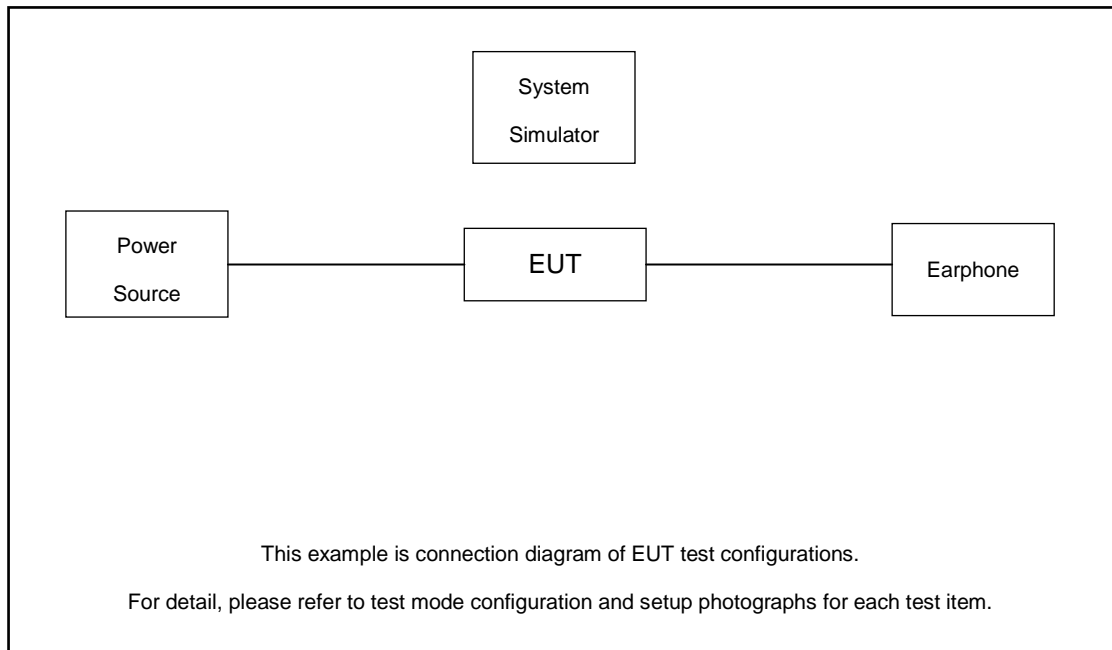 System
Simulator
Power
Source
EUT
Earphone
This example is connection diagram of EUT test configurations.
For detail, please refer to test mode configuration and setup photographs for each test item.